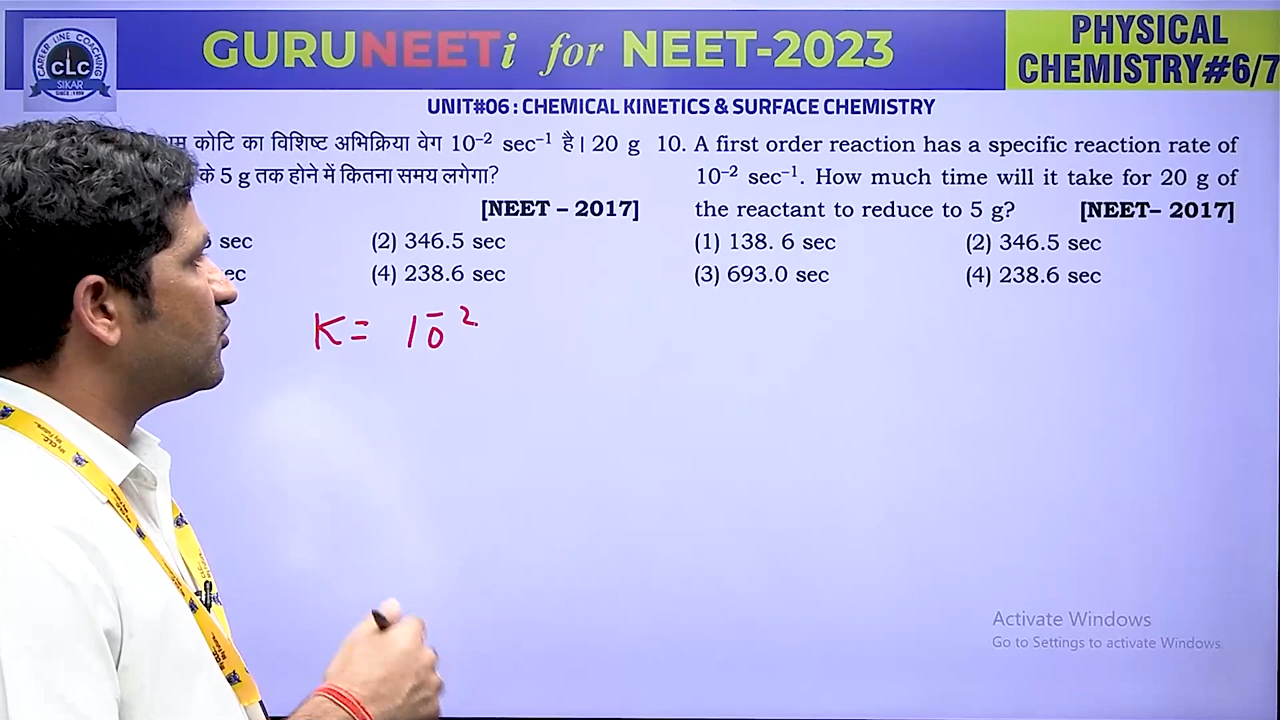 GURUNEETi for NEET-2023
PHYSICAL
CHEMISTRY#6/7
CAREER LINE COACHING
CLC
SIKAR
UNIT#06 : CHEMICAL KINETICS & SURFACE CHEMISTRY
कोटि का विशिष्ट अभिक्रिया वेग 10⁻² sec⁻¹ है। 20 g
के 5 g तक होने में कितना समय लगेगा?
[NEET – 2017]
sec (2) 346.5 sec
(4) 238.6 sec
10. A first order reaction has a specific reaction rate of
10⁻² sec⁻¹. How much time will it take for 20 g of
the reactant to reduce to 5 g? [NEET– 2017]
(1) 138. 6 sec (2) 346.5 sec
(3) 693.0 sec (4) 238.6 sec
K = 10⁻²
Activate Windows
Go to Settings to activate Windows.